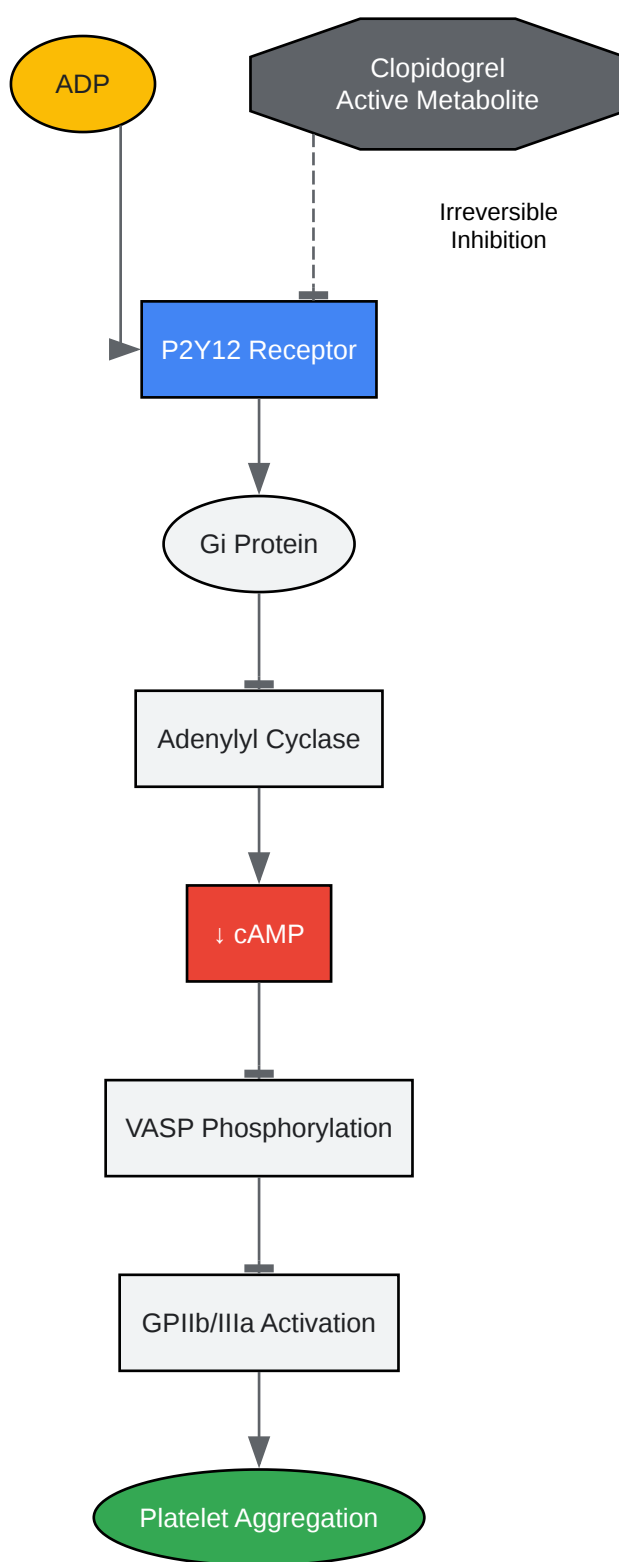 ADP
Clopidogrel
Active Metabolite
Irreversible
Inhibition
P2Y12 Receptor
Gi Protein
Adenylyl Cyclase
↓ cAMP
VASP Phosphorylation
GPIIb/IIIa Activation
Platelet Aggregation